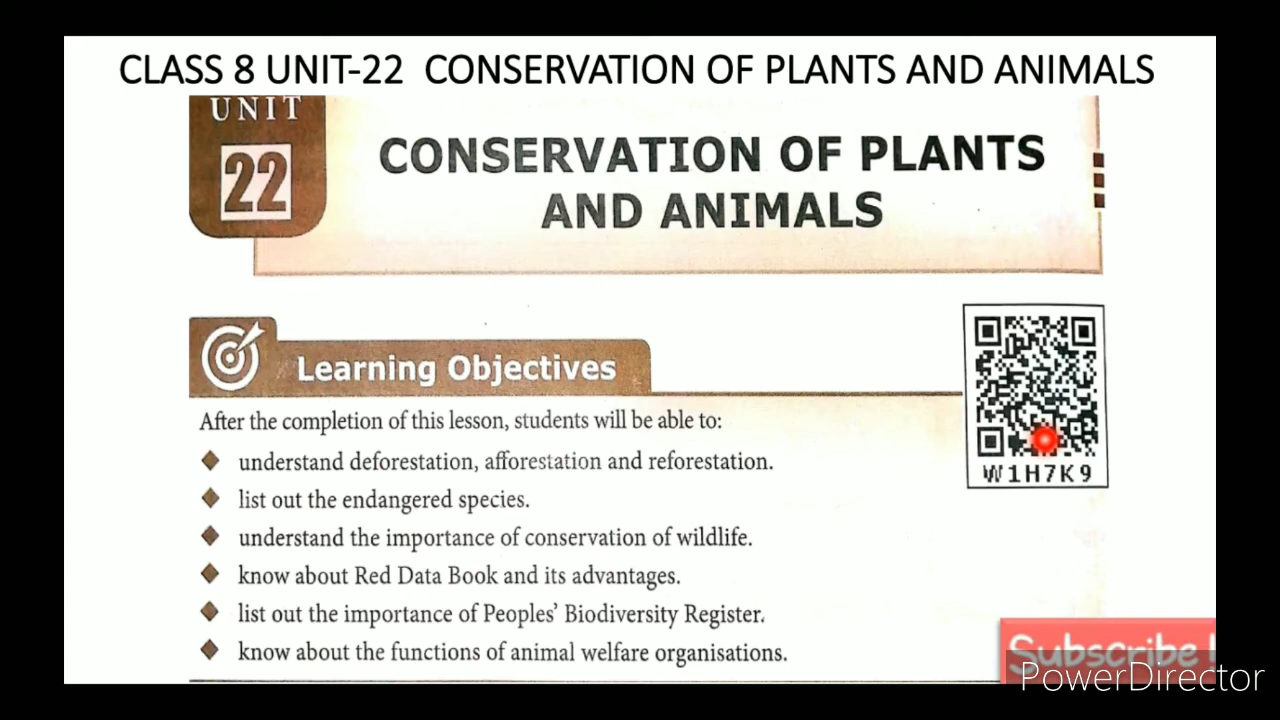 CLASS 8 UNIT-22 CONSERVATION OF PLANTS AND ANIMALS
UNIT
22
CONSERVATION OF PLANTS
AND ANIMALS
Learning Objectives
W1H7K9
After the completion of this lesson, students will be able to:
understand deforestation, afforestation and reforestation.
list out the endangered species.
understand the importance of conservation of wildlife.
know about Red Data Book and its advantages.
list out the importance of Peoples' Biodiversity Register.
know about the functions of animal welfare organisations.
Subscribe !
PowerDirector